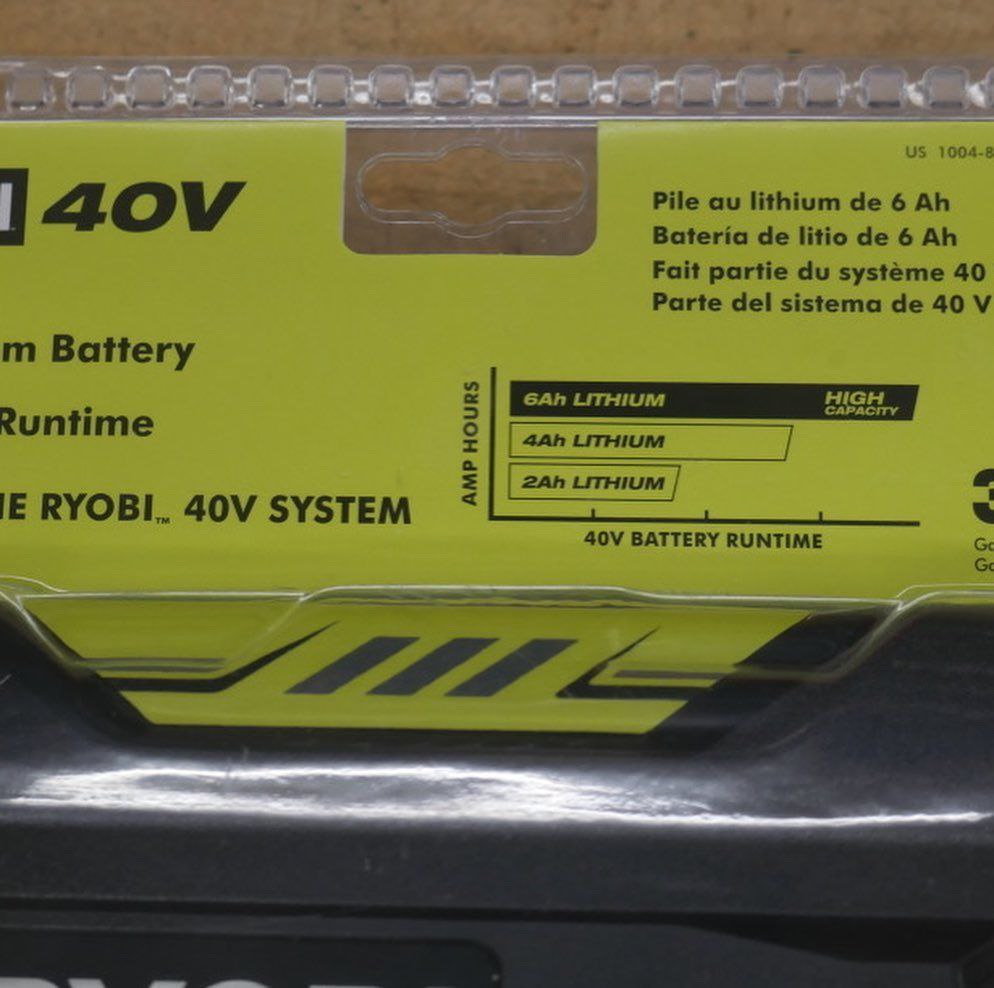 40V
US 1004-8
Pile au lithium de 6 Ah
Batería de litio de 6 Ah
Fait partie du système 40
Parte del sistema de 40 V
m Battery
Runtime
RYOBI™ 40V SYSTEM
AMP HOURS
6Ah LITHIUM HIGH CAPACITY
4Ah LITHIUM
2Ah LITHIUM
40V BATTERY RUNTIME